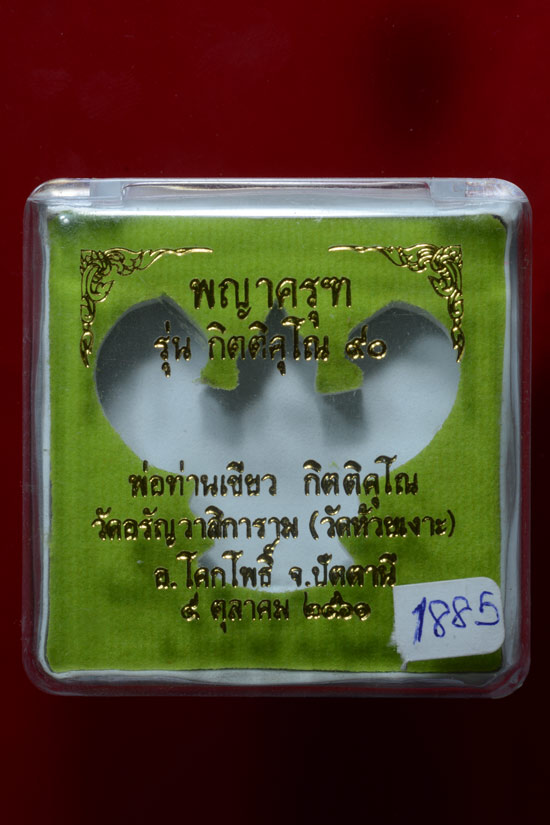 พญาครุฑ
รุ่น กิตติคุโณ ๙๐
พ่อท่านเขียว กิตติคุโณ
วัดอรัญวาสิการาม (วัดห้วยเงาะ)
อ.โคกโพธิ์ จ.ปัตตานี
๕ ตุลาคม ๒๕๖๑
1885